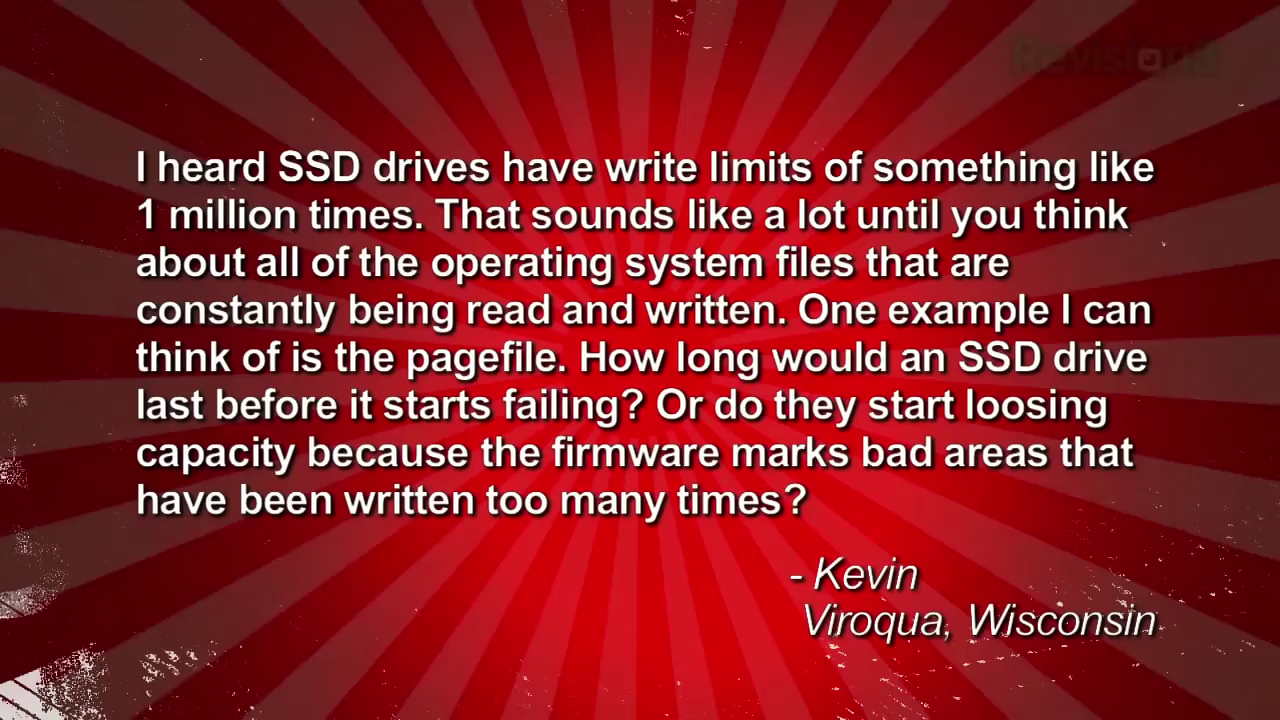 Revision3
I heard SSD drives have write limits of something like
1 million times. That sounds like a lot until you think
about all of the operating system files that are
constantly being read and written. One example I can
think of is the pagefile. How long would an SSD drive
last before it starts failing? Or do they start loosing
capacity because the firmware marks bad areas that
have been written too many times?
- Kevin
Viroqua, Wisconsin